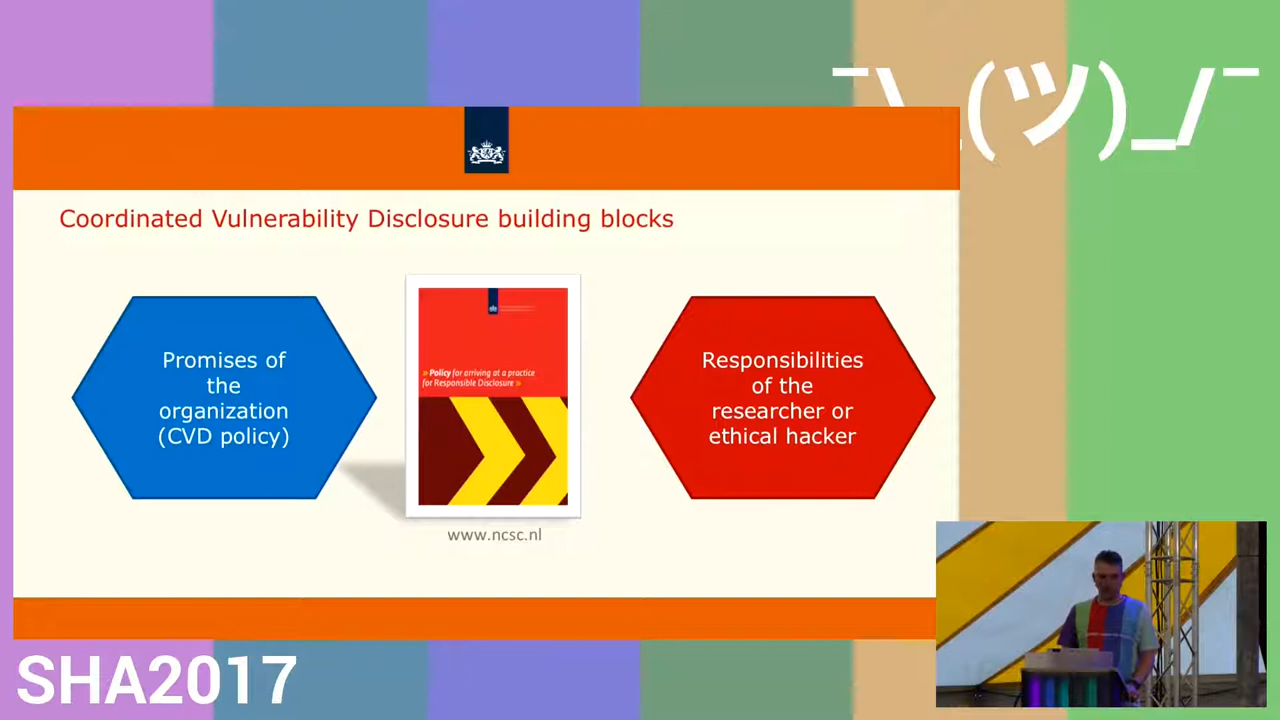 ¯\_(ツ)_/¯
Coordinated Vulnerability Disclosure building blocks
Promises of
the
organization
(CVD policy)
» Policy for arriving at a practice
for Responsible Disclosure »
www.ncsc.nl
Responsibilities
of the
researcher or
ethical hacker
SHA2017